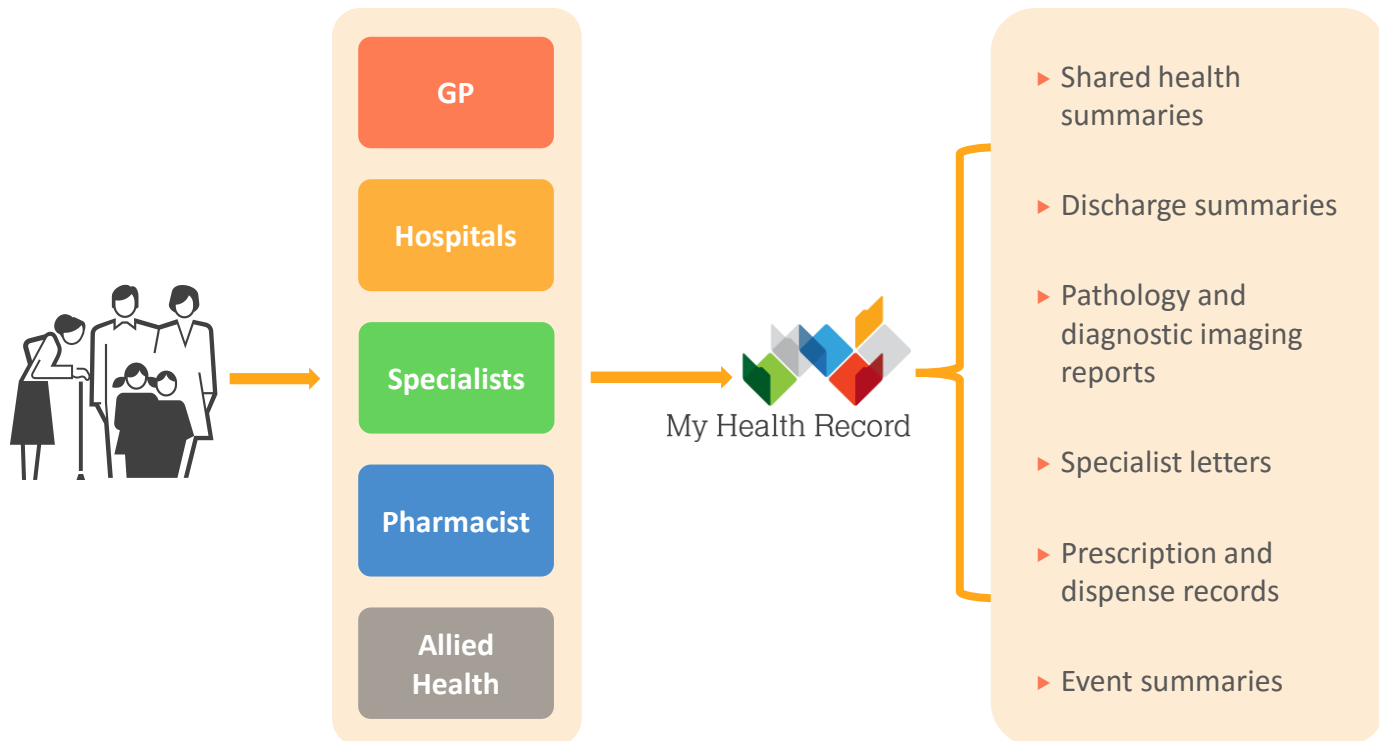 GP
Hospitals
Specialists
Pharmacist
Allied
Health
My Health Record
Shared health
summaries
Discharge summaries
Pathology and
diagnostic imaging
reports
Specialist letters
Prescription and
dispense records
Event summaries